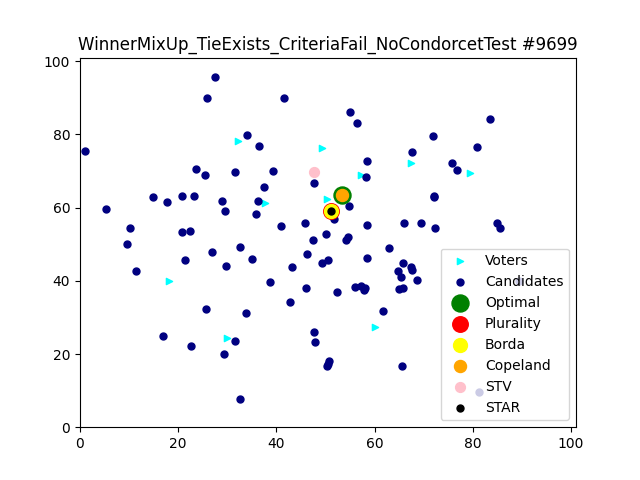 WinnerMixUp_TieExists_CriteriaFail_NoCondorcetTest #9699
100
80
60
40
20
0
0
20
40
60
80
100
Voters
Candidates
Optimal
Plurality
Borda
Copeland
STV
STAR